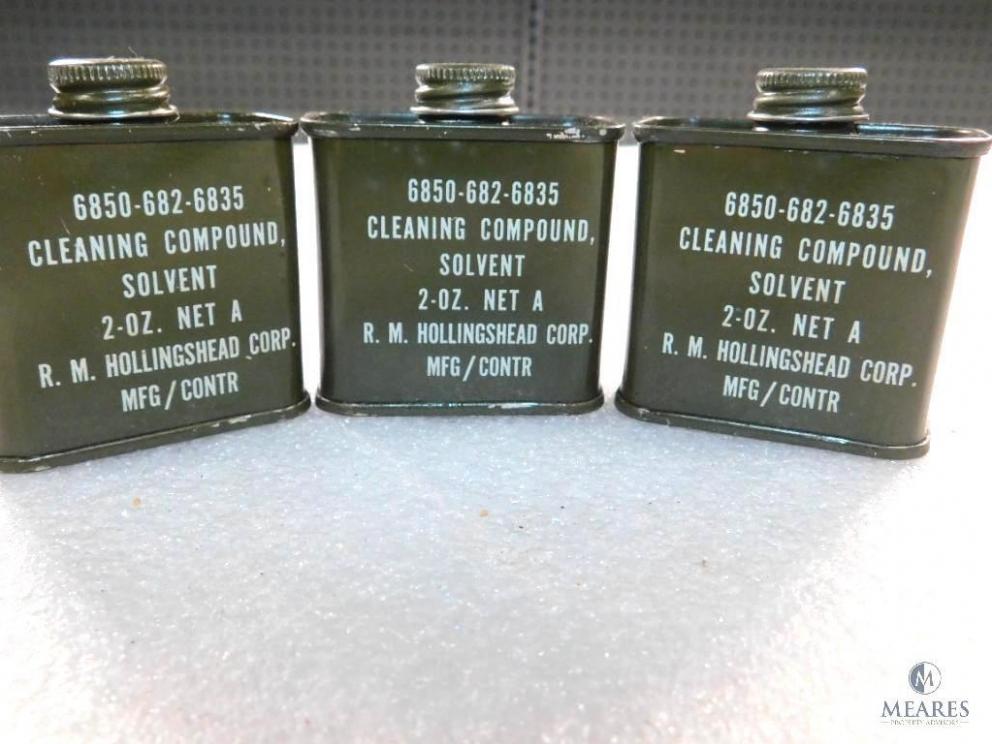 6850-682-6835
CLEANING COMPOUND,
SOLVENT
2-OZ. NET A
R. M. HOLLINGSHEAD CORP.
MFG/CONTR
6850-682-6835
CLEANING COMPOUND,
SOLVENT
2-OZ. NET A
R. M. HOLLINGSHEAD CORP.
MFG/CONTR
6850-682-6835
CLEANING COMPOUND,
SOLVENT
2-OZ. NET A
R. M. HOLLINGSHEAD CORP.
MFG/CONTR
M
MEARES
PROPERTY ADVISORS